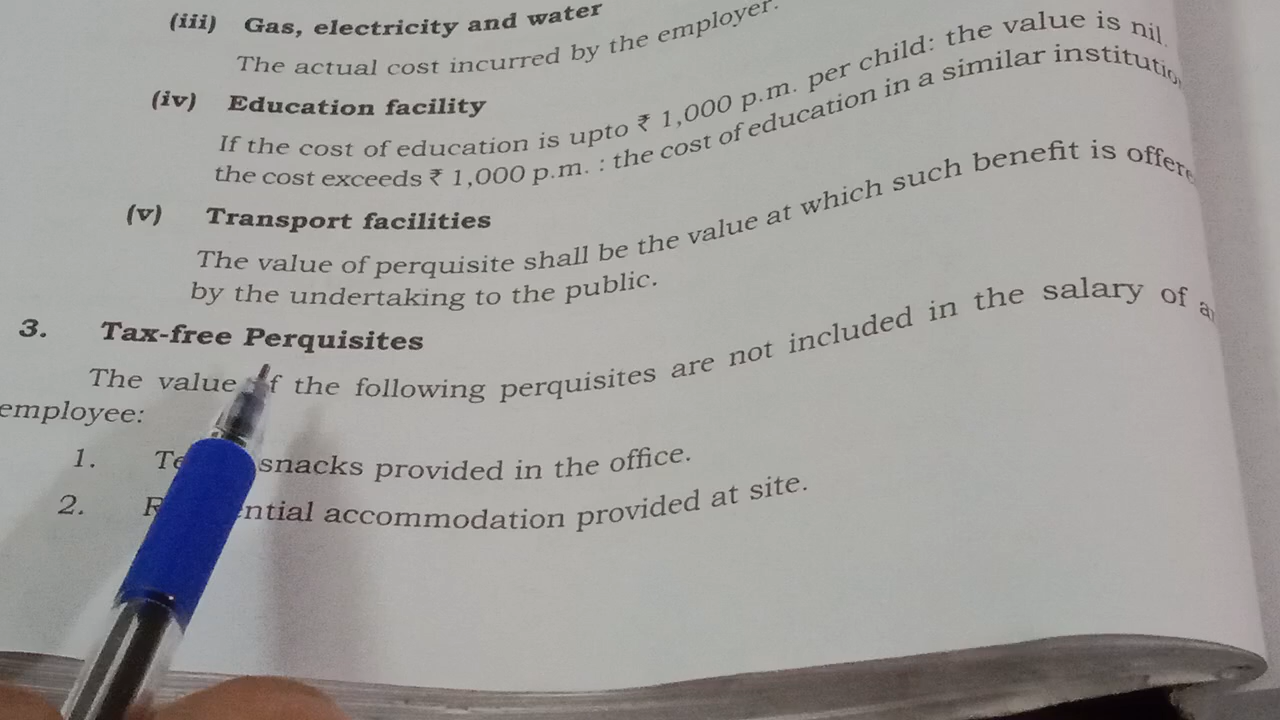 (iii) Gas, electricity and water
The actual cost incurred by the employer.
(iv) Education facility
If the cost of education is upto ₹ 1,000 p.m. per child: the value is nil.
the cost exceeds ₹ 1,000 p.m. : the cost of education in a similar
(v) Transport facilities
The value of perquisite shall be the value at which such benefit is
by the undertaking to the public.
3. Tax-free Perquisites
The value the following perquisites are not included in the salary of
employee:
1. snacks provided in the office.
2. accommodation provided at site.